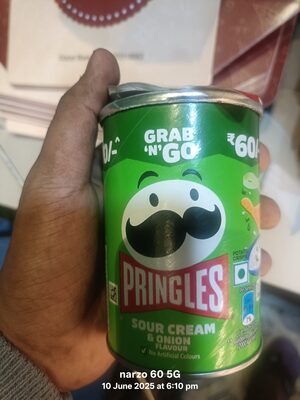 GRAB
'N' GO
0/-^
₹60/-
PRINGLES
SOUR CREAM
& ONION
FLAVOUR
No Artificial Colours
narzo 60 5G
10 June 2025 at 6:10 pm